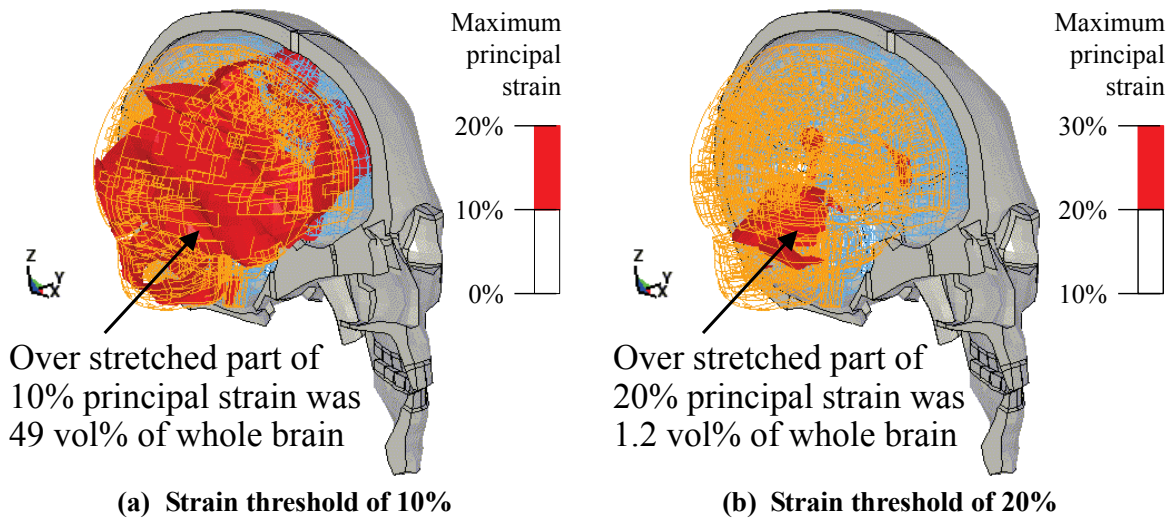 Maximum
principal
strain
20%
10%
0%
Z
Y
X
Over stretched part of
10% principal strain was
49 vol% of whole brain
(a) Strain threshold of 10%
Maximum
principal
strain
30%
20%
10%
Z
Y
X
Over stretched part of
20% principal strain was
1.2 vol% of whole brain
(b) Strain threshold of 20%